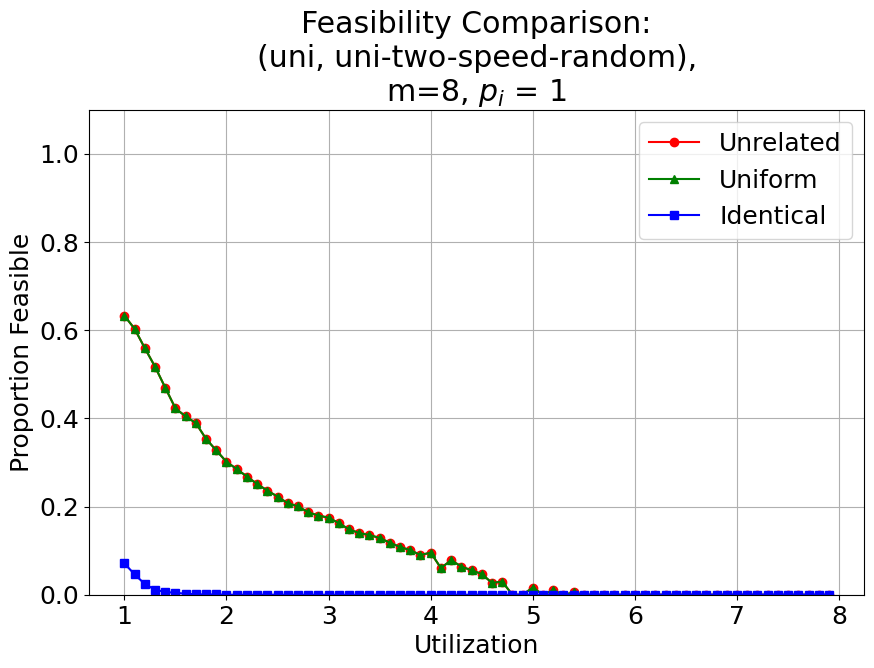 Feasibility Comparison:
(uni, uni-two-speed-random),
m=8, p_i = 1
Unrelated
Uniform
Identical
Proportion Feasible
1.0
0.8
0.6
0.4
0.2
0.0
1 2 3 4 5 6 7 8
Utilization